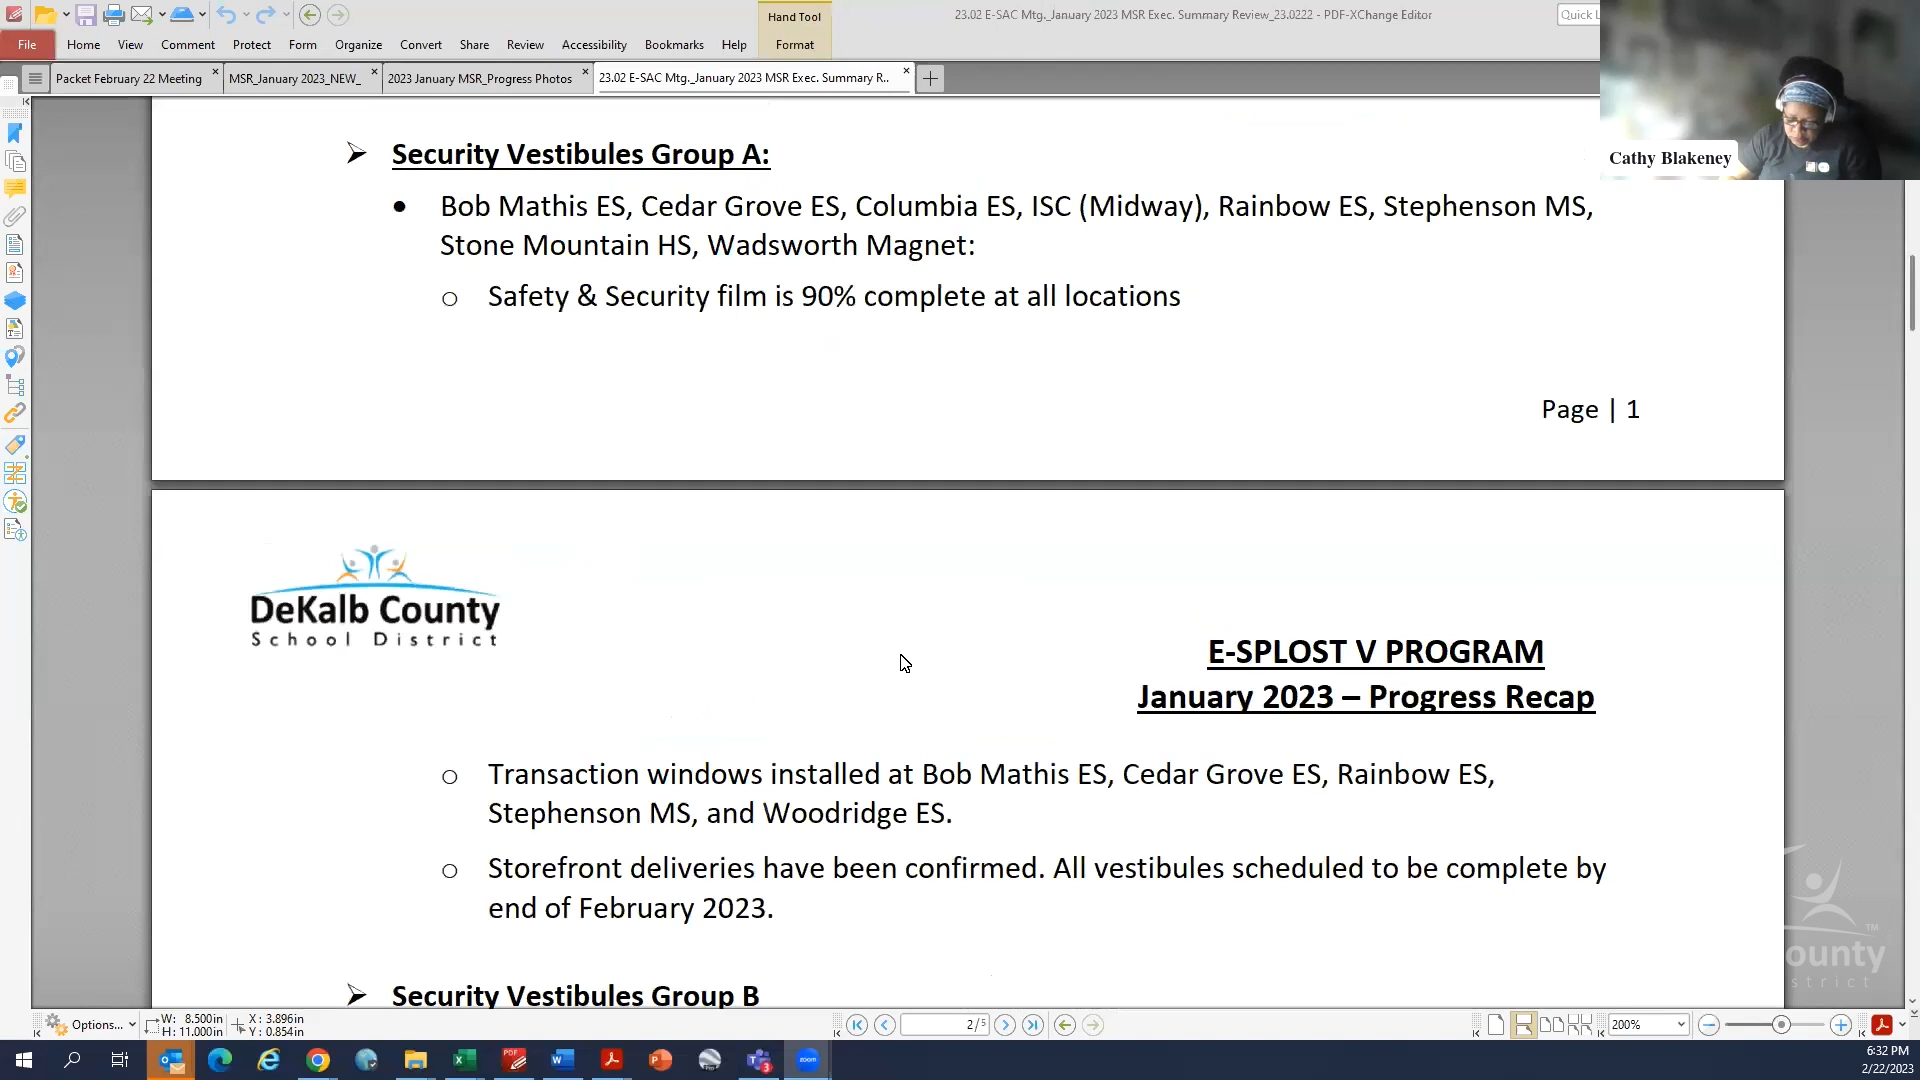 Hand Tool
23.02 E-SAC Mtg._January 2023 MSR Exec. Summary Review_23.0222 - PDF-XChange Editor
Quick L
File Home View Comment Protect Form Organize Convert Share Review Accessibility Bookmarks Help Format
Packet February 22 Meeting
MSR_January 2023_NEW_
2023 January MSR_Progress Photos
23.02 E-SAC Mtg._January 2023 MSR Exec. Summary R..
Cathy Blakeney
➢ Security Vestibules Group A:
• Bob Mathis ES, Cedar Grove ES, Columbia ES, ISC (Midway), Rainbow ES, Stephenson MS,
Stone Mountain HS, Wadsworth Magnet:
o Safety & Security film is 90% complete at all locations
Page | 1
DeKalb County
School District
E-SPLOST V PROGRAM
January 2023 – Progress Recap
o Transaction windows installed at Bob Mathis ES, Cedar Grove ES, Rainbow ES,
Stephenson MS, and Woodridge ES.
o Storefront deliveries have been confirmed. All vestibules scheduled to be complete by
end of February 2023.
ounty
strict
TM
➢ Security Vestibules Group B
Options...
W: 8.500in
H: 11.000in
X: 3.896in
Y: 0.854in
2/5
200%
zoom
6:32 PM
2/22/2023